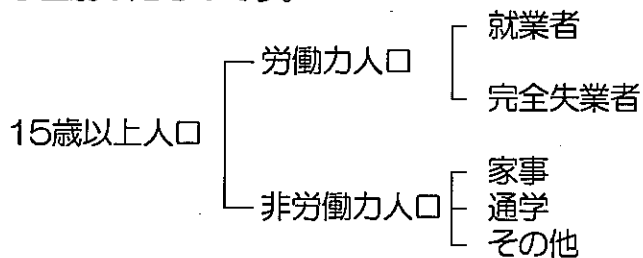 就業者
労働力人口
完全失業者
15歳以上人口
家事
非労働力人口
通学
その他